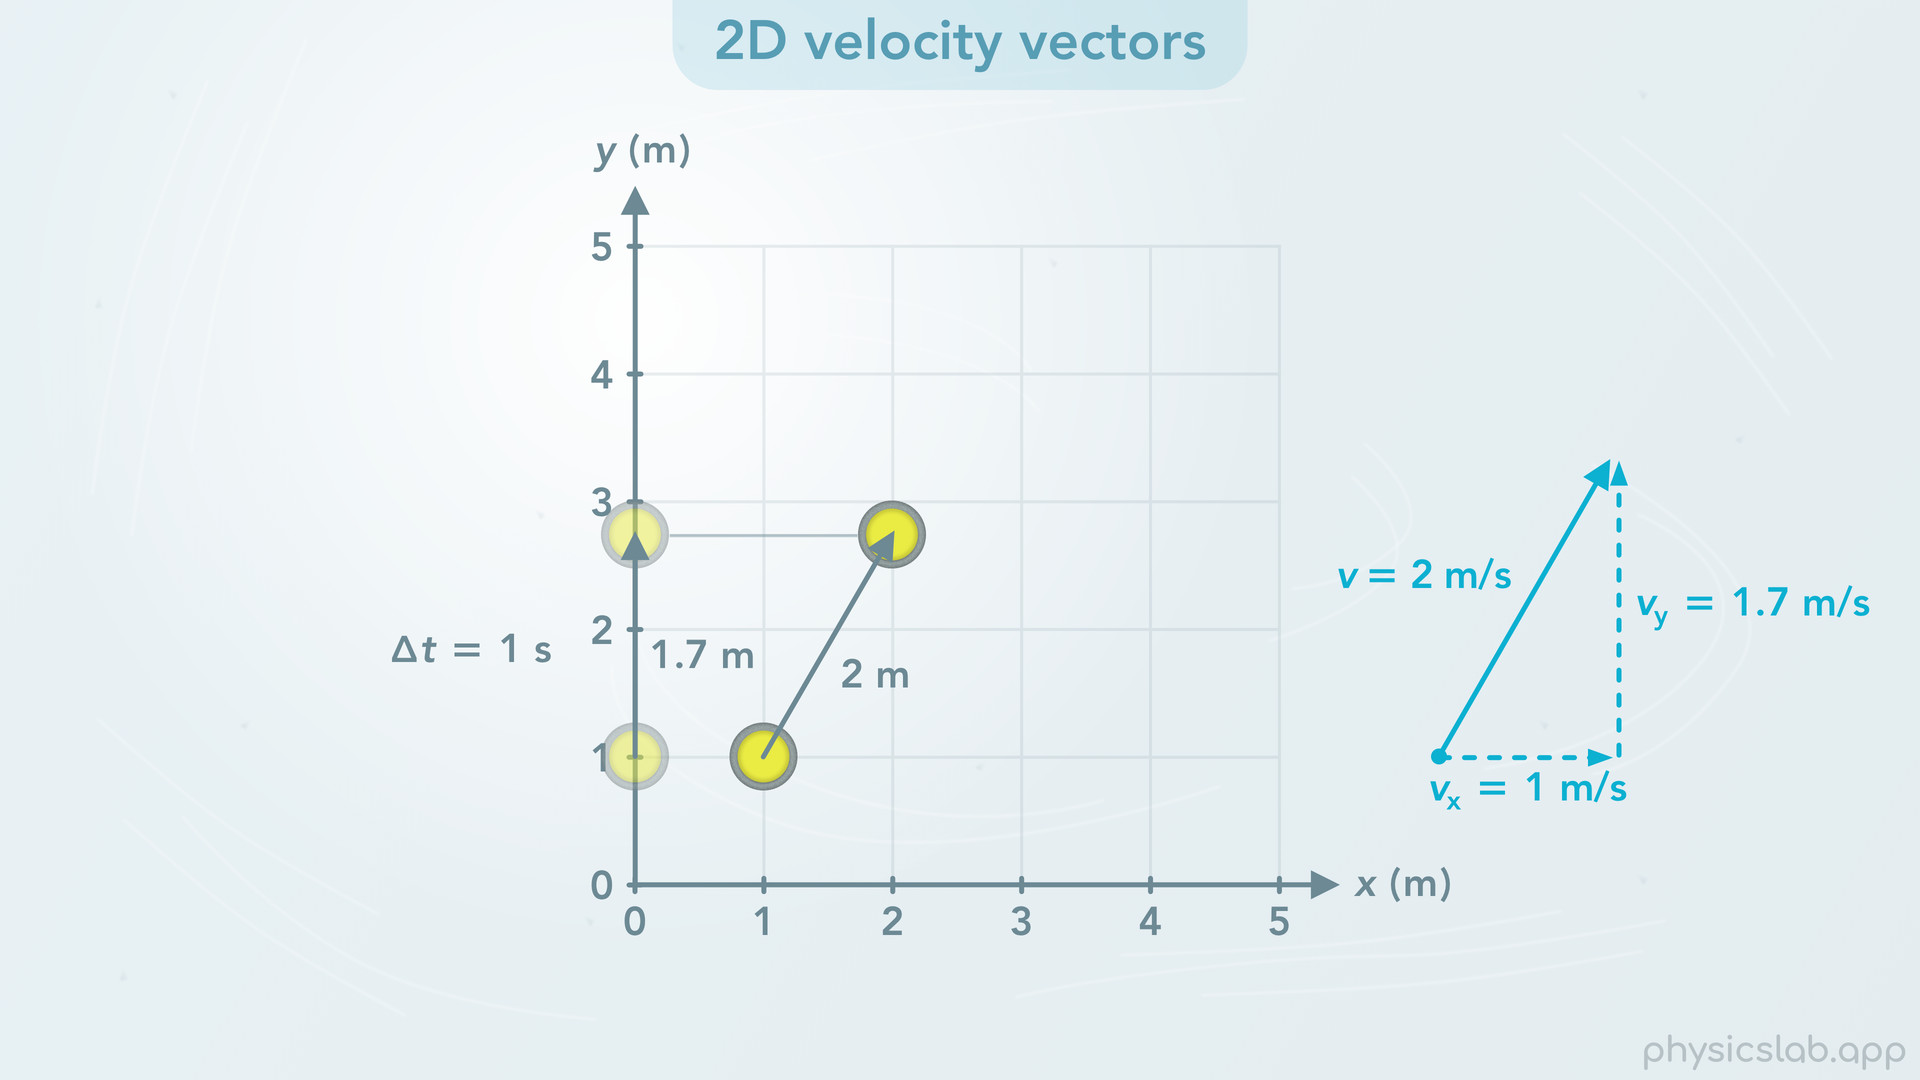 2D velocity vectors
y (m)
5
4
3
2
1
0
Δt = 1 s
1.7 m
2 m
0 1 2 3 4 5
x (m)
v = 2 m/s
vy = 1.7 m/s
vx = 1 m/s
physicslab.app